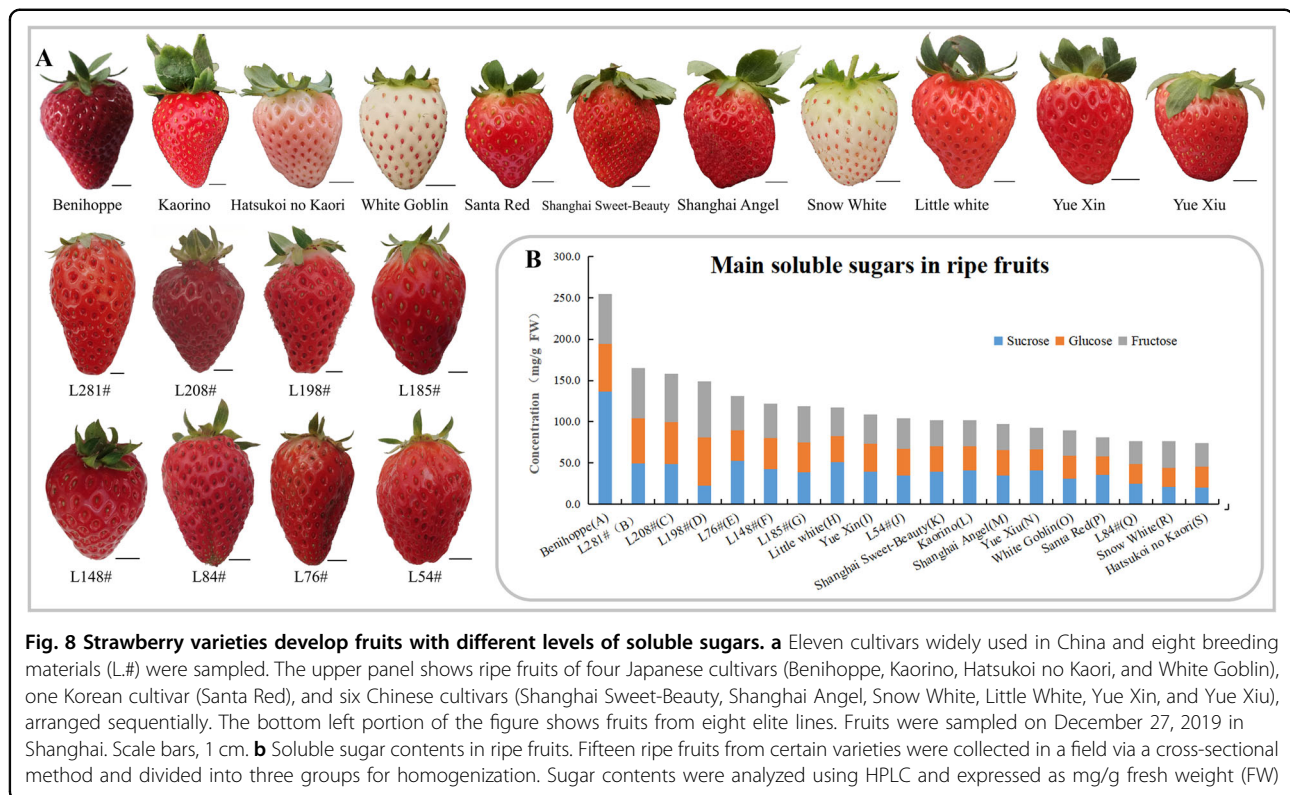 A
Benihoppe Kaorino Hatsukoi no Kaori White Goblin Santa Red Shanghai Sweet-Beauty Shanghai Angel Snow White Little white Yue Xin Yue Xiu
L281# L208# L198# L185#
L148# L84# L76# L54#
B
Main soluble sugars in ripe fruits
Sucrose Glucose Fructose
Concentration（mg/g FW）
300.0
250.0
200.0
150.0
100.0
50.0
0.0
Benihoppe(A)
L281#（B）
L208#(C)
L198#(D)
L76#(E)
L148#(F)
L185#(G)
Little white(H)
Yue Xin(I)
L54#(J)
Shanghai Sweet-Beauty(K)
Kaorino(L)
Shanghai Angel(M)
Yue Xiu(N)
White Goblin(O)
Santa Red(P)
L84#(Q)
Snow White(R)
Hatsukoi no Kaori(S)
Fig. 8 Strawberry varieties develop fruits with different levels of soluble sugars. a Eleven cultivars widely used in China and eight breeding
materials (L.#) were sampled. The upper panel shows ripe fruits of four Japanese cultivars (Benihoppe, Kaorino, Hatsukoi no Kaori, and White Goblin),
one Korean cultivar (Santa Red), and six Chinese cultivars (Shanghai Sweet-Beauty, Shanghai Angel, Snow White, Little White, Yue Xin, and Yue Xiu),
arranged sequentially. The bottom left portion of the figure shows fruits from eight elite lines. Fruits were sampled on December 27, 2019 in
Shanghai. Scale bars, 1 cm. b Soluble sugar contents in ripe fruits. Fifteen ripe fruits from certain varieties were collected in a field via a cross-sectional
method and divided into three groups for homogenization. Sugar contents were analyzed using HPLC and expressed as mg/g fresh weight (FW)